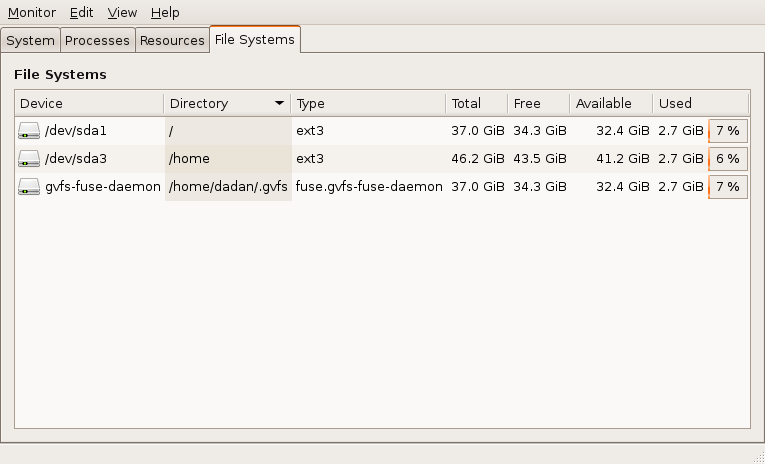 Monitor Edit View Help
System Processes Resources File Systems
File Systems
Device Directory Type Total Free Available Used
/dev/sda1 / ext3 37.0 GiB 34.3 GiB 32.4 GiB 2.7 GiB 7 %
/dev/sda3 /home ext3 46.2 GiB 43.5 GiB 41.2 GiB 2.7 GiB 6 %
gvfs-fuse-daemon /home/dadan/.gvfs fuse.gvfs-fuse-daemon 37.0 GiB 34.3 GiB 32.4 GiB 2.7 GiB 7 %